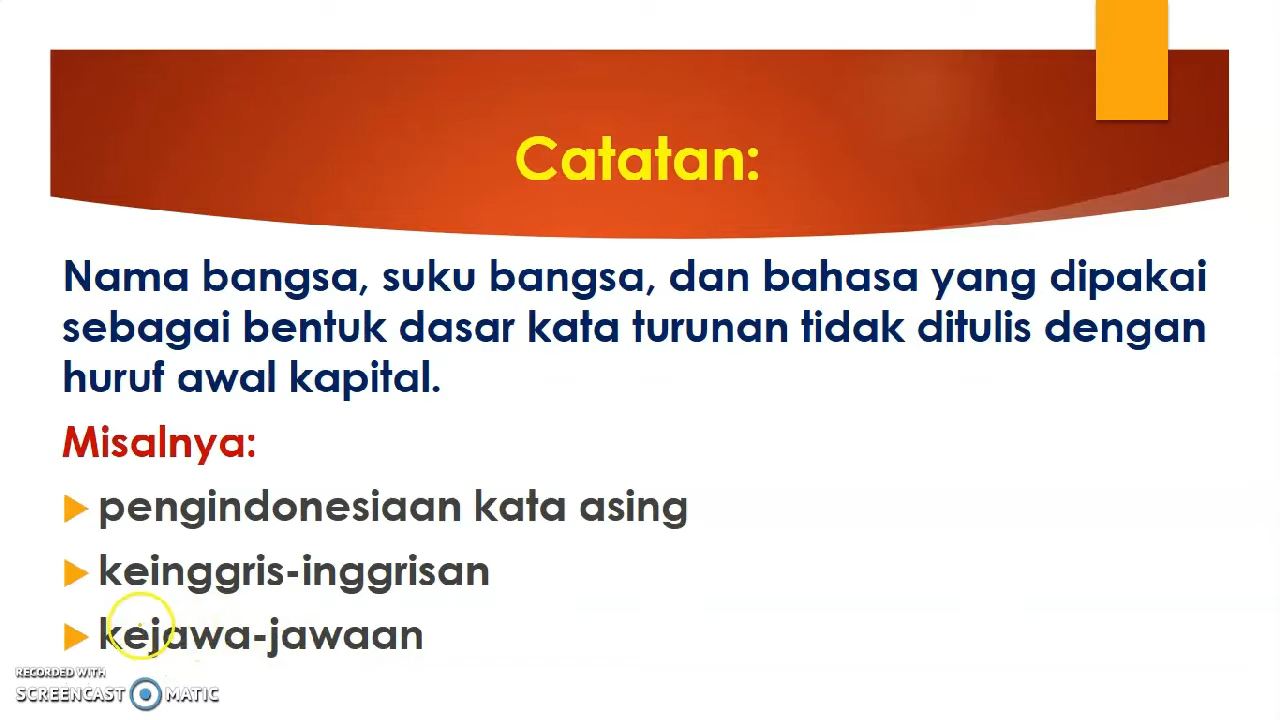 Catatan:
Nama bangsa, suku bangsa, dan bahasa yang dipakai
sebagai bentuk dasar kata turunan tidak ditulis dengan
huruf awal kapital.
Misalnya:
pengindonesiaan kata asing
keinggris-inggrisan
kejawa-jawaan
RECORDED WITH
SCREENCAST MATIC